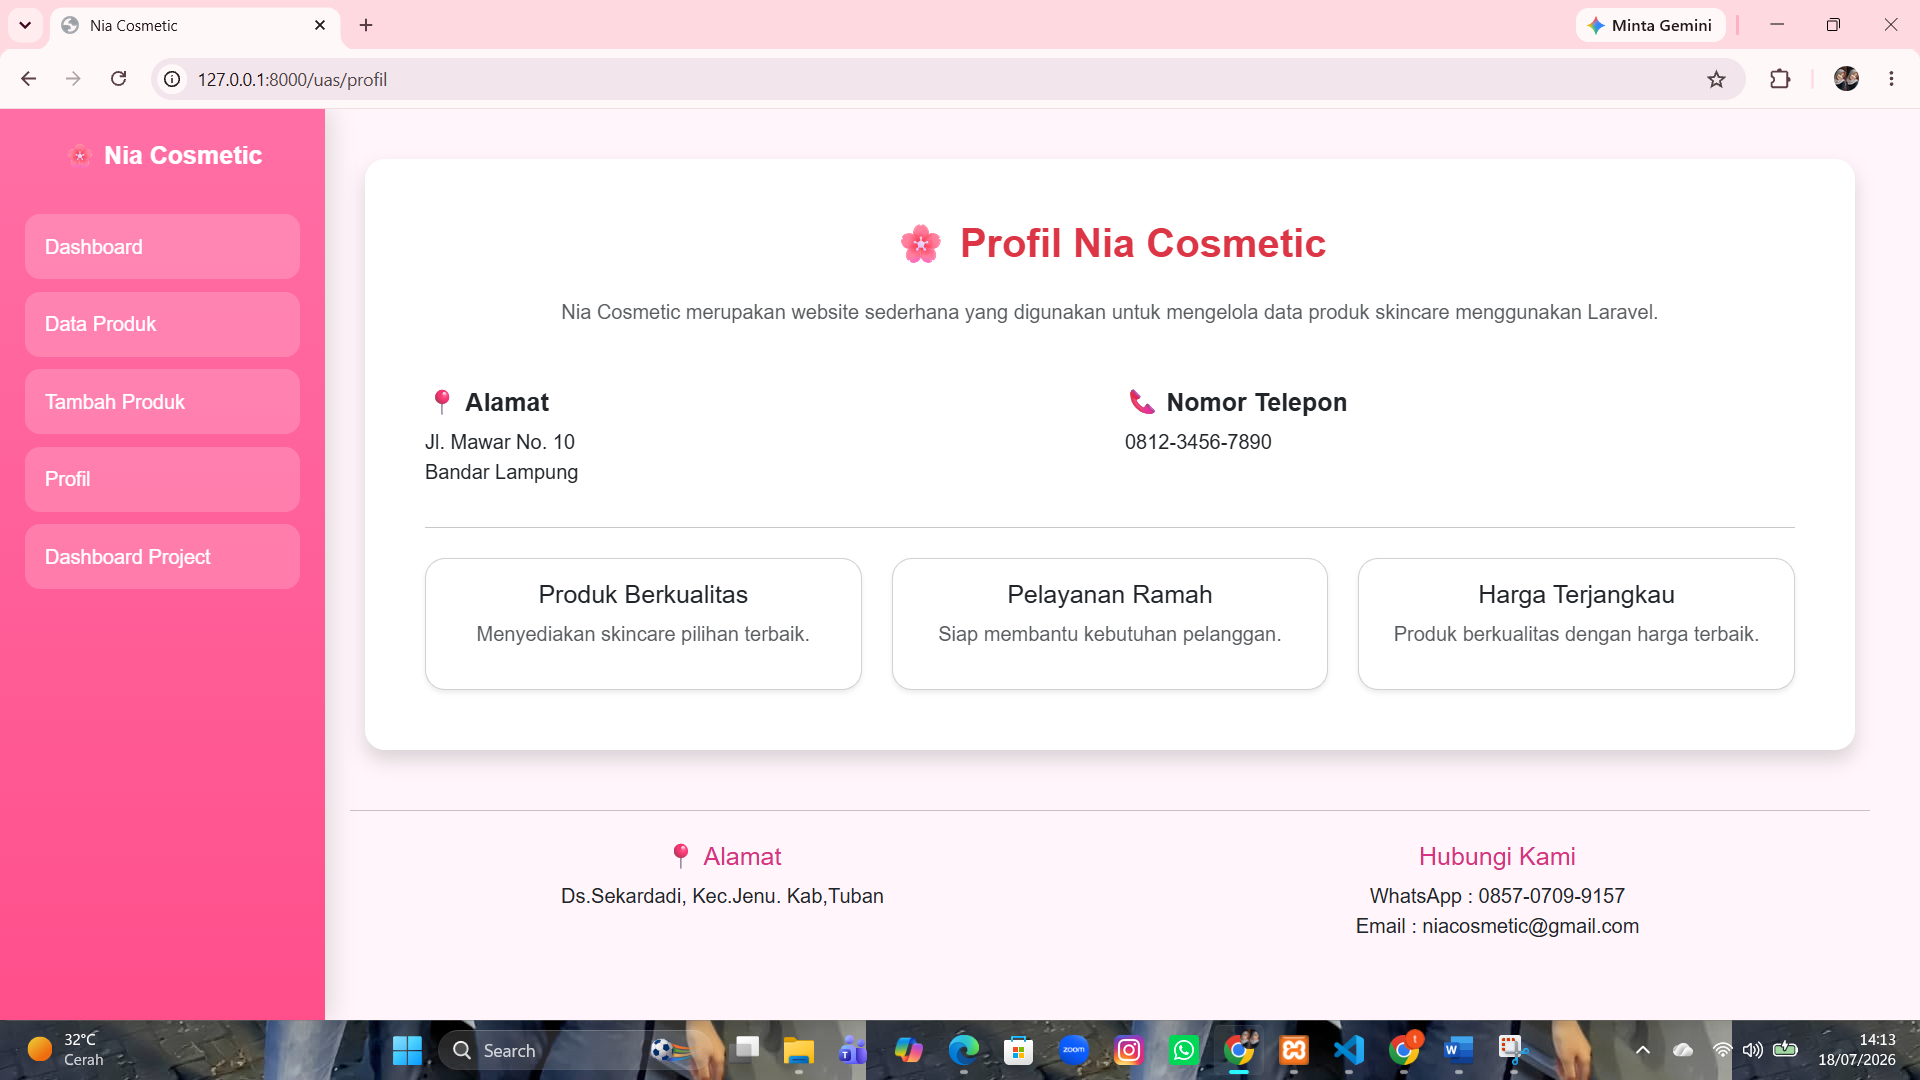 Nia Cosmetic
Minta Gemini
127.0.0.1:8000/uas/profil
Nia Cosmetic
Dashboard
Data Produk
Tambah Produk
Profil
Dashboard Project
Profil Nia Cosmetic
Nia Cosmetic merupakan website sederhana yang digunakan untuk mengelola data produk skincare menggunakan Laravel.
Alamat
Jl. Mawar No. 10
Bandar Lampung
Nomor Telepon
0812-3456-7890
Produk Berkualitas
Menyediakan skincare pilihan terbaik.
Pelayanan Ramah
Siap membantu kebutuhan pelanggan.
Harga Terjangkau
Produk berkualitas dengan harga terbaik.
Alamat
Ds.Sekardadi, Kec.Jenu. Kab,Tuban
Hubungi Kami
WhatsApp : 0857-0709-9157
Email : niacosmetic@gmail.com
32°C
Cerah
Search
zoom
t
W
14:13
18/07/2026